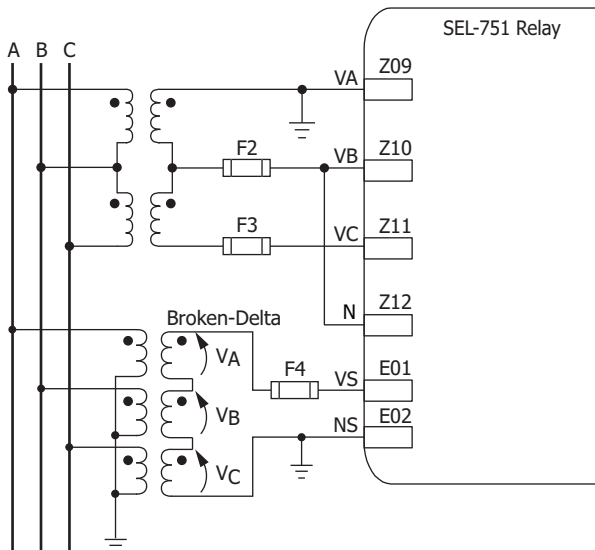 SEL-751 Relay
A B C
VA Z09
F2 VB Z10
F3 VC Z11
N Z12
Broken-Delta
VA
F4 VS E01
VB
NS E02
VC